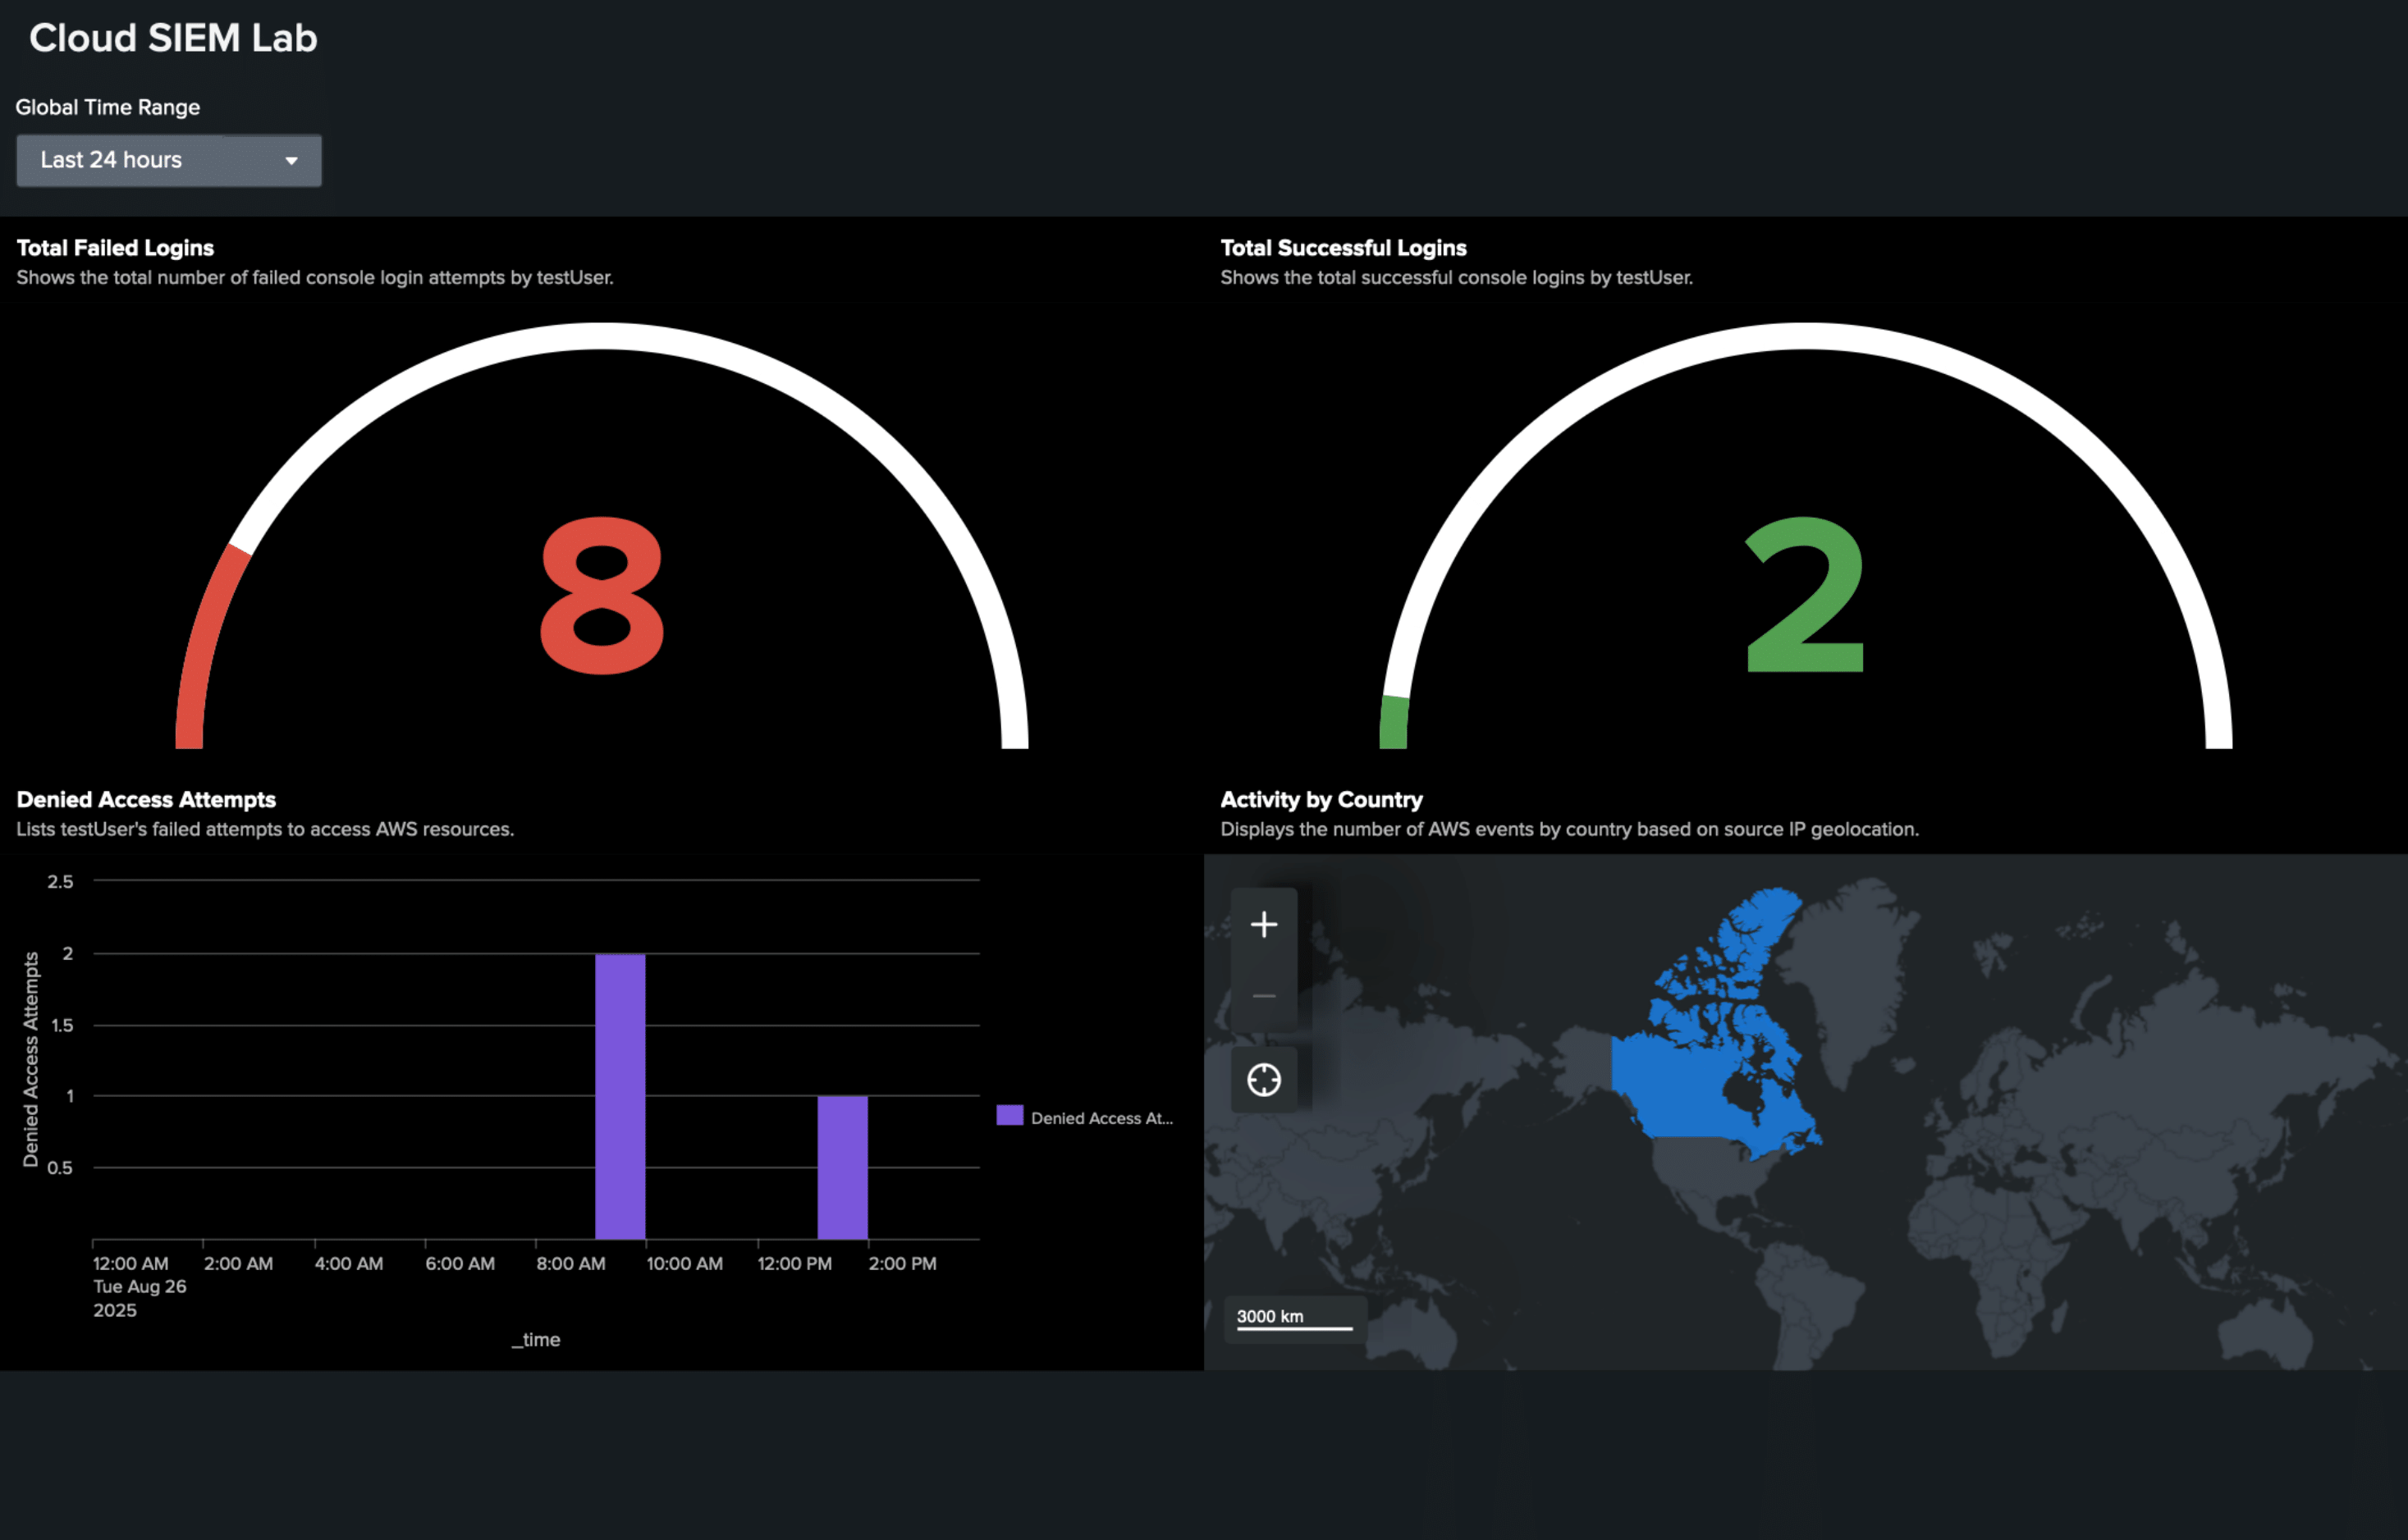 Cloud SIEM Lab
Global Time Range
Last 24 hours
Total Failed Logins
Shows the total number of failed console login attempts by testUser.
8
Total Successful Logins
Shows the total successful console logins by testUser.
2
Denied Access Attempts
Lists testUser's failed attempts to access AWS resources.
Denied Access Attempts
2.5
2
1.5
1
0.5
12:00 AM 2:00 AM 4:00 AM 6:00 AM 8:00 AM 10:00 AM 12:00 PM 2:00 PM
Tue Aug 26
2025
_time
Denied Access At...
Activity by Country
Displays the number of AWS events by country based on source IP geolocation.
+
−
3000 km